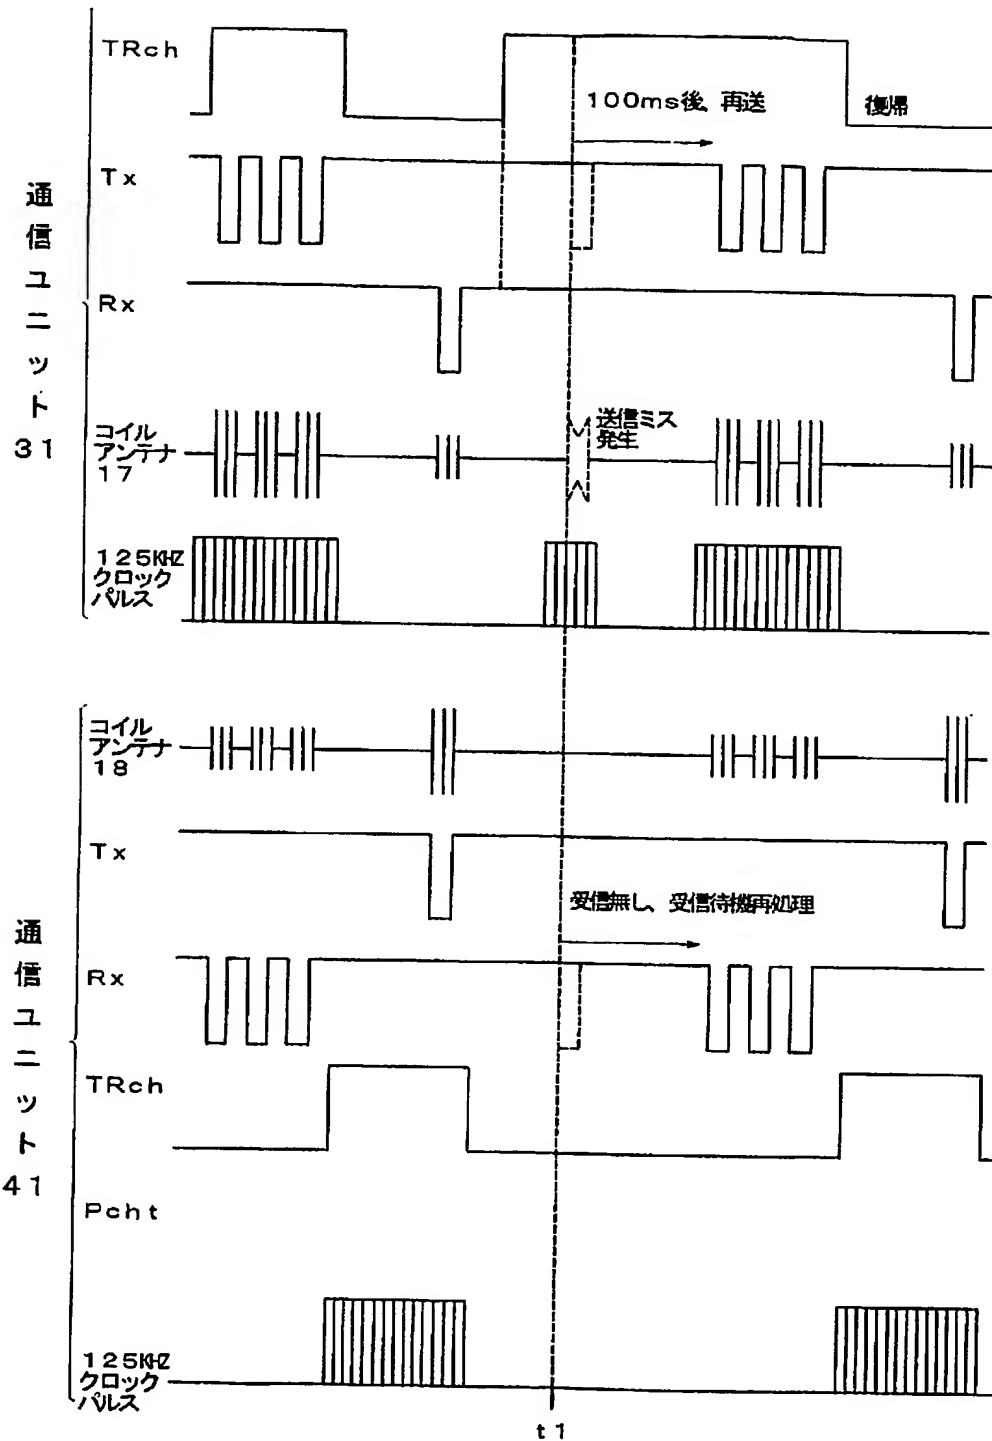 通信ユニット31
TRch
100ms後、再送
復帰
Tx
Rx
コイル
アンテナ
17
送信ミス
発生
125KHZ
クロック
パルス
通信ユニット41
コイル
アンテナ
18
Tx
受信無し、受信待機再処理
Rx
TRch
Pcht
125KHZ
クロック
パルス
t1